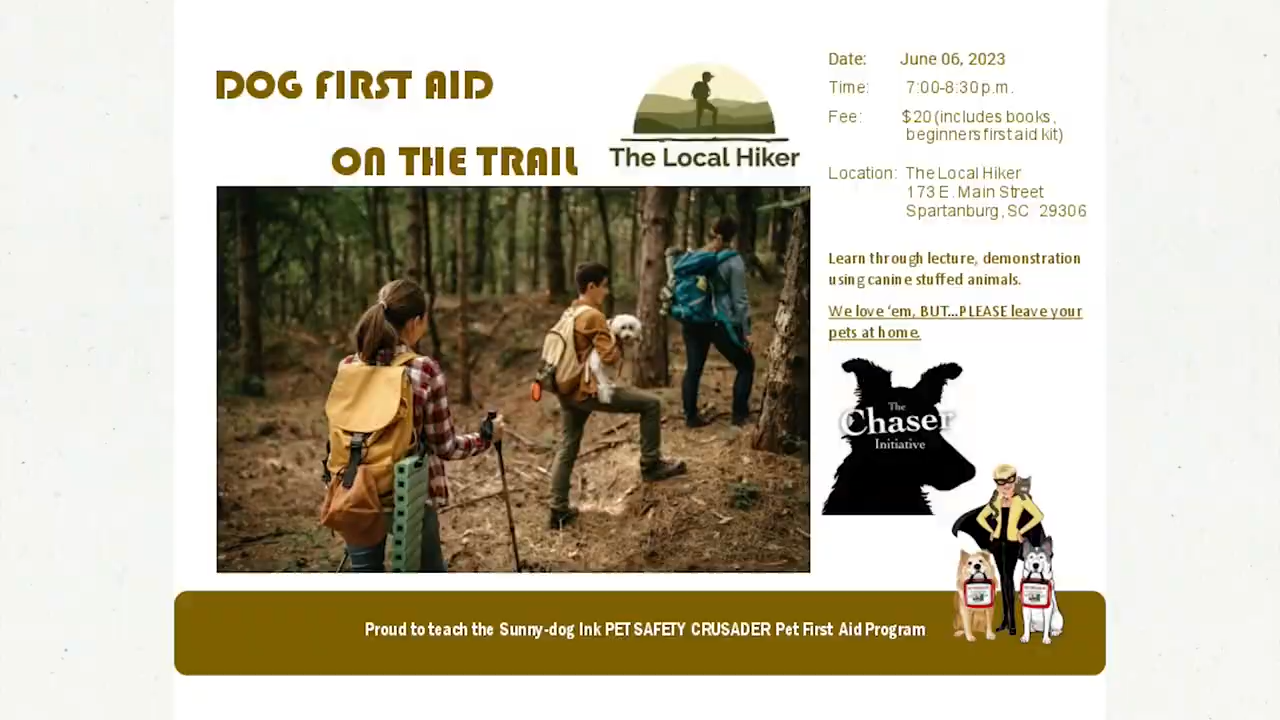 DOG FIRST AID
ON THE TRAIL
The Local Hiker
Date: June 06, 2023
Time: 7:00-8:30 p.m.
Fee: $20 (includes books,
beginners first aid kit)
Location: The Local Hiker
173 E. Main Street
Spartanburg, SC 29306
Learn through lecture, demonstration
using canine stuffed animals.
We love ‘em, BUT...PLEASE leave your
pets at home.
The
Chaser
Initiative
Proud to teach the Sunny-dog Ink PET SAFETY CRUSADER Pet First Aid Program